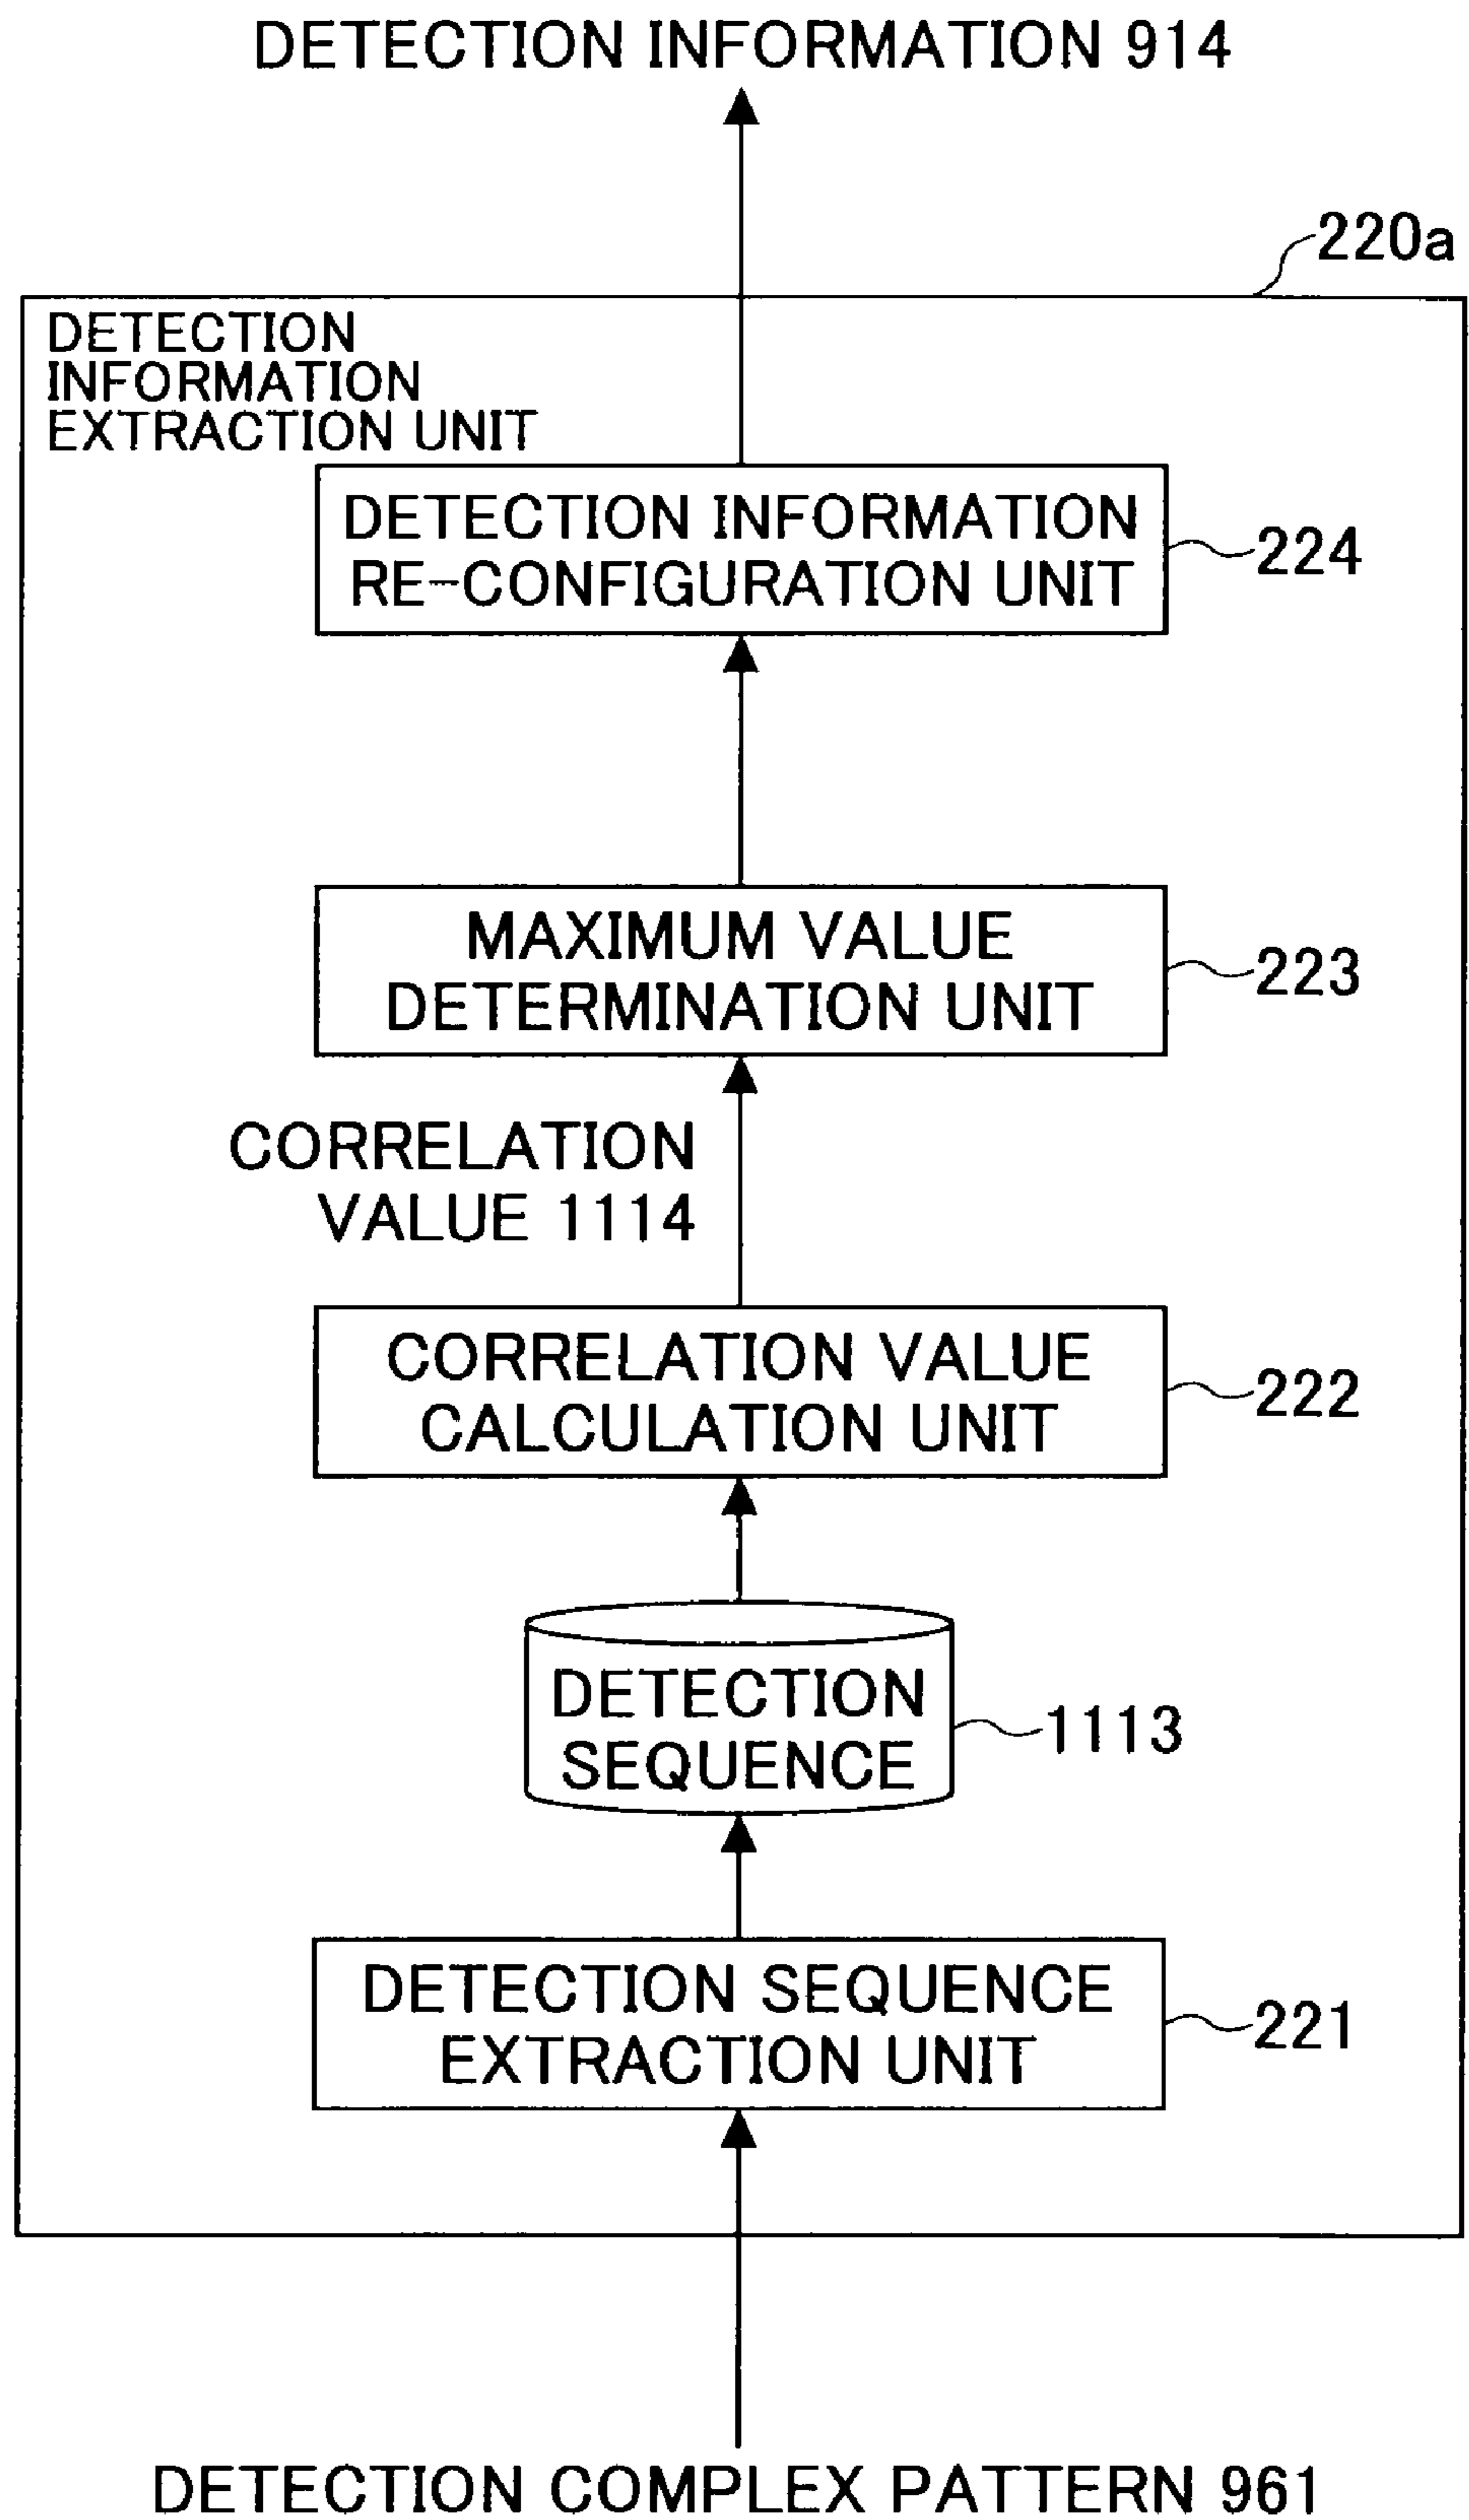 DETECTION INFORMATION 914
220a
DETECTION
INFORMATION
EXTRACTION UNIT
DETECTION INFORMATION
RE-CONFIGURATION UNIT
224
MAXIMUM VALUE
DETERMINATION UNIT
223
CORRELATION
VALUE 1114
CORRELATION VALUE
CALCULATION UNIT
222
DETECTION
SEQUENCE
1113
DETECTION SEQUENCE
EXTRACTION UNIT
221
DETECTION COMPLEX PATTERN 961